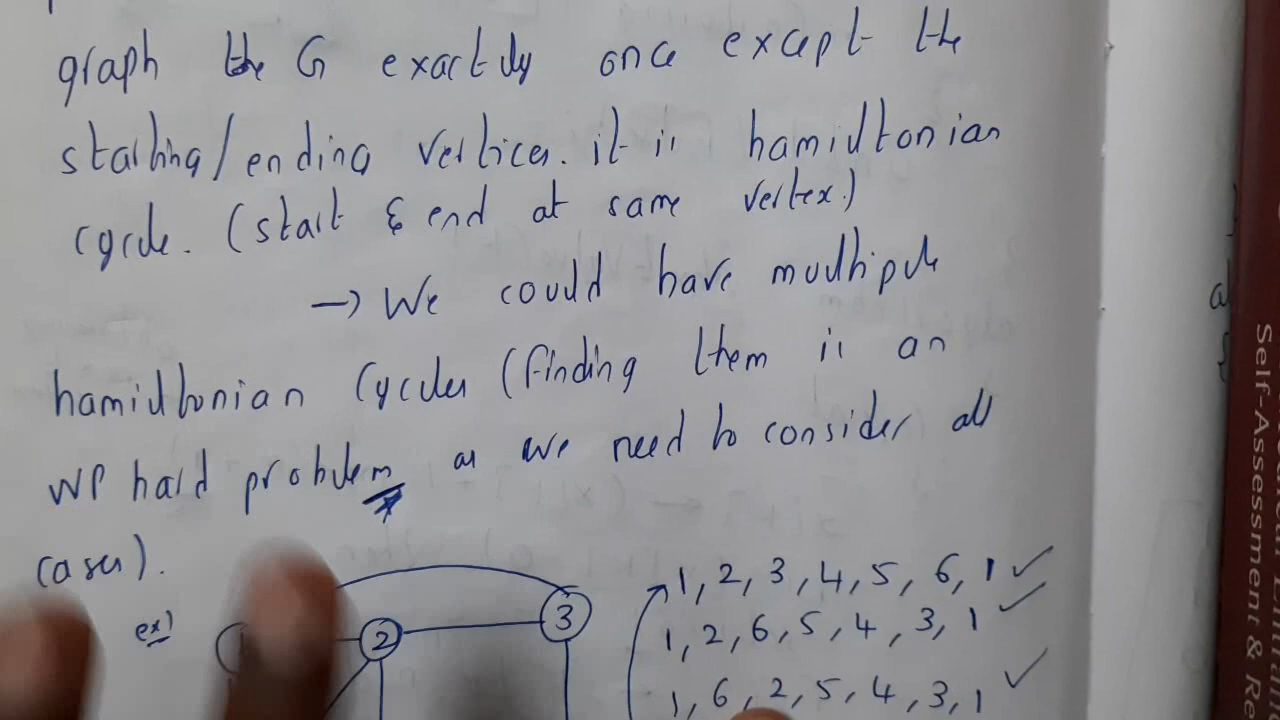 graph the G exactly once except the
starting/ending vertices. it is hamiltonian
cycle. (start & end at same vertex.)
→ We could have multiple
hamiltonian cycles (finding them is an
NP hard problem as we need to consider all
cases).
ex)
2
3
1, 2, 3, 4, 5, 6, 1 ✓
1, 2, 6, 5, 4, 3, 1 ✓
1, 6, 2, 5, 4, 3, 1 ✓
Self-Assessment & Re